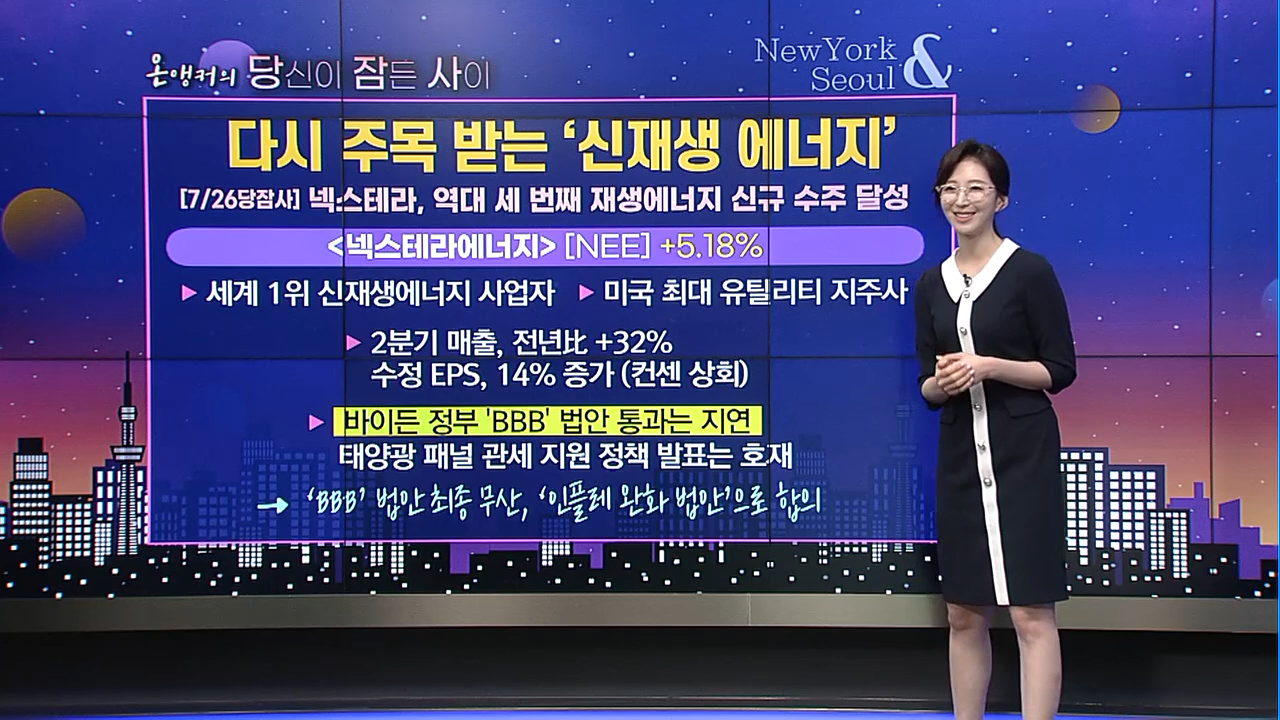 온앵커의 당신이 잠든 사이
NewYork
Seoul &
다시 주목 받는 ‘신재생 에너지’
[7/26당잠사] 넥스테라, 역대 세 번째 재생에너지 신규 수주 달성
<넥스테라에너지> [NEE] +5.18%
▶ 세계 1위 신재생에너지 사업자 ▶ 미국 최대 유틸리티 지주사
▶ 2분기 매출, 전년比 +32%
수정 EPS, 14% 증가 (컨센 상회)
▶ 바이든 정부 'BBB' 법안 통과는 지연
태양광 패널 관세 지원 정책 발표는 호재
→ ‘BBB’ 법안 최종 무산, ‘인플레 완화 법안’으로 합의